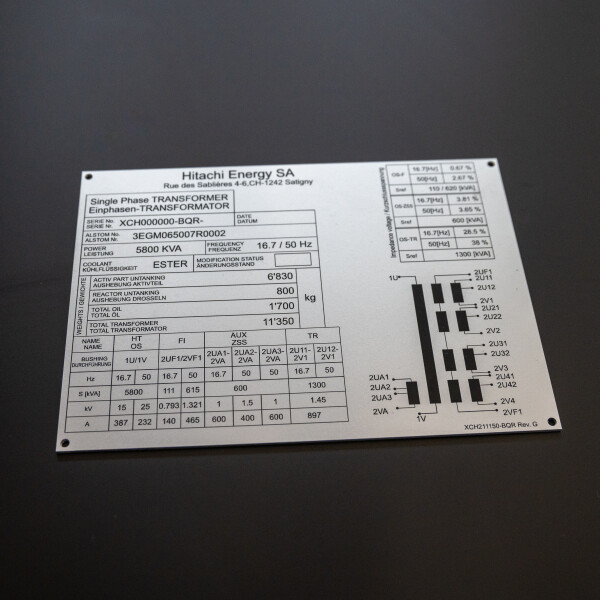 Hitachi Energy SA
Rue des Sablières 4-6,CH-1242 Satigny
Single Phase TRANSFORMER
Einphasen-TRANSFORMATOR
SERIE No. XCH000000-BQR- DATE
SERIE Nr. DATUM
ALSTOM No. 3EGM065007R0002
ALSTOM Nr.
POWER 5800 KVA FREQUENCY 16.7 / 50 Hz
LEISTUNG FREQUENZ
COOLANT ESTER MODIFICATION STATUS
KÜHLFLÜSSIGKEIT ÄNDERUNGSSTAND
WEIGHTS / GEWICHTE
ACTIV PART UNTANKING 6'830
AUSHEBUNG AKTIVTEIL
REACTOR UNTANKING 800
AUSHEBUNG DROSSELN
TOTAL OIL 1'700
TOTAL ÖL
TOTAL TRANSFORMER 11'350
TOTAL TRANSFORMATOR
kg
NAME HT FI AUX TR
NAME OS ZSS
BUSHING 1U/1V 2UF1/2VF1 2UA1- 2UA2- 2UA3- 2U11- 2U12-
DURCHFÜHRUNG 2VA 2VA 2VA 2V1 2V1
Hz 16.7 50 16.7 50 16.7 50 50 16.7 50
S [kVA] 5800 111 615 600 1300
kV 15 25 0.793 1.321 1 1.5 1 1.45
A 387 232 140 465 600 400 600 897
Impedance voltage / Kurzschlussspannung
OS-F 16.7[Hz] 0.67 %
50[Hz] 2.67 %
Sref 110 / 620 [kVA]
OS-ZSS 16.7[Hz] 3.81 %
50[Hz] 3.65 %
Sref 600 [kVA]
OS-TR 16.7[Hz] 28.5 %
50[Hz] 38 %
Sref 1300 [kVA]
1U
2UF1
2U11
2U12
2V1
2U21
2U22
2V2
2U31
2U32
2V3
2U41
2U42
2V4
2VF1
2UA1
2UA2
2UA3
2VA
1V
XCH211150-BQR Rev. G